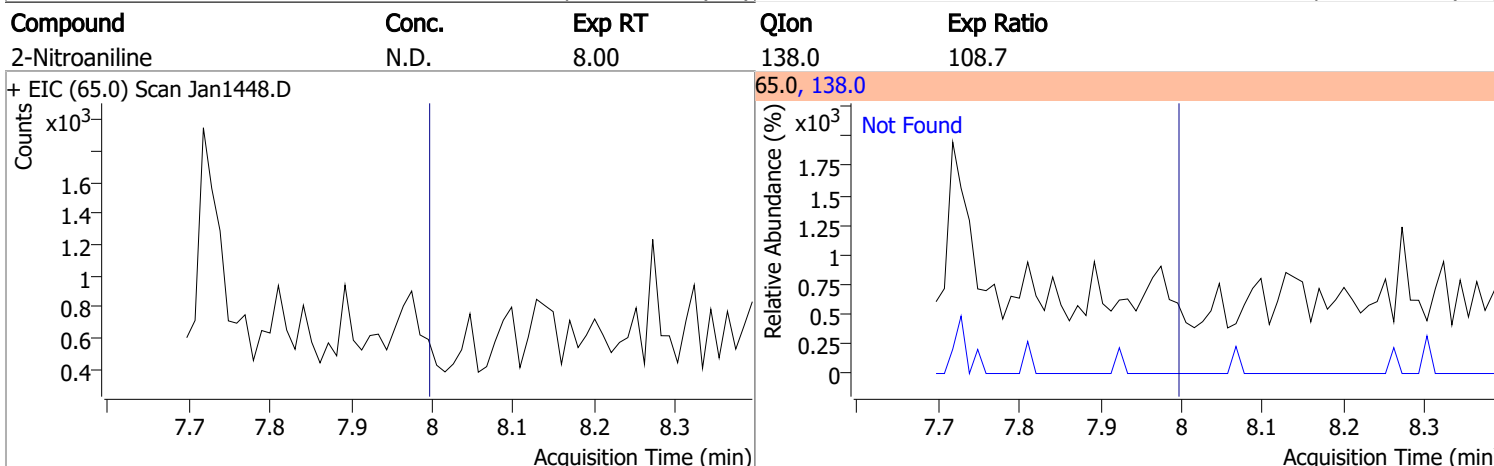 Compound Conc. Exp RT QIon Exp Ratio
2-Nitroaniline N.D. 8.00 138.0 108.7
+ EIC (65.0) Scan Jan1448.D
Counts
x10³
1.6
1.4
1.2
1
0.8
0.6
0.4
7.7 7.8 7.9 8 8.1 8.2 8.3
Acquisition Time (min)
65.0, 138.0
Relative Abundance (%)
x10³
Not Found
1.75
1.5
1.25
1
0.75
0.5
0.25
0
7.7 7.8 7.9 8 8.1 8.2 8.3
Acquisition Time (min)